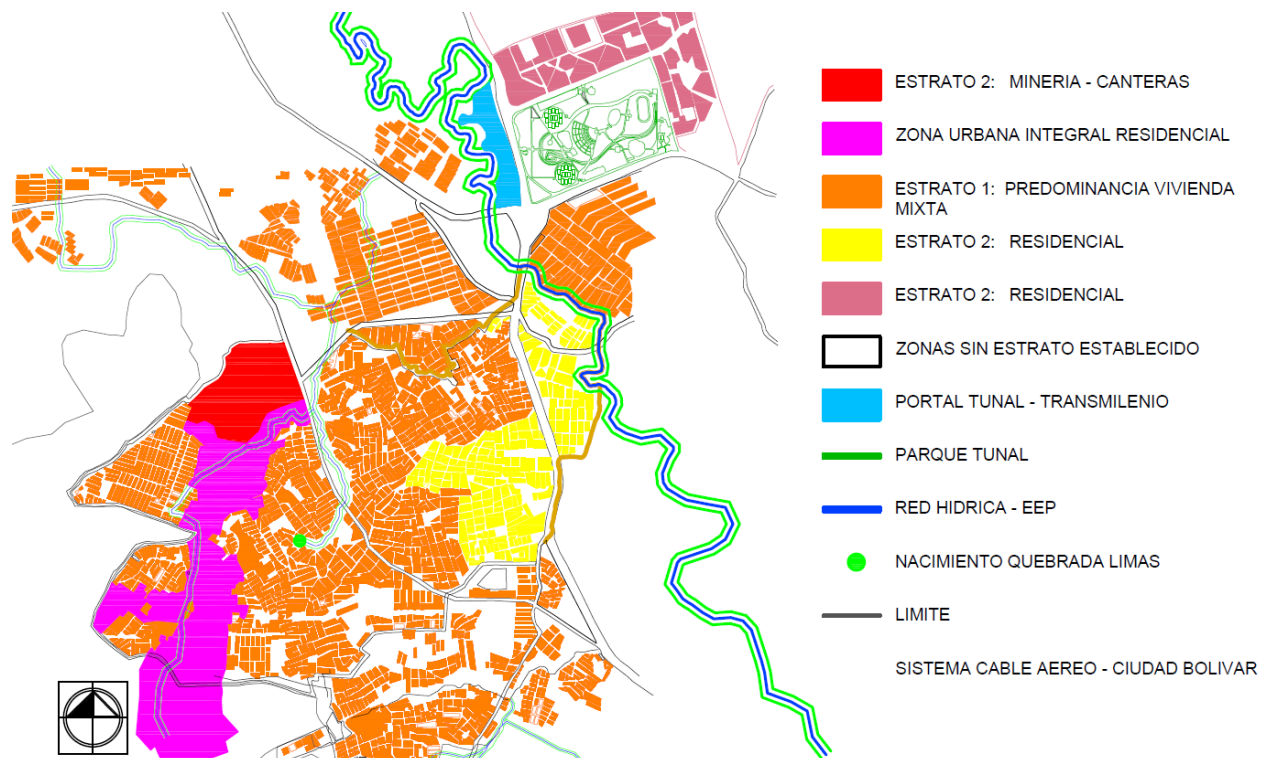 ESTRATO 2: MINERIA - CANTERAS
ZONA URBANA INTEGRAL RESIDENCIAL
ESTRATO 1: PREDOMINANCIA VIVIENDA
MIXTA
ESTRATO 2: RESIDENCIAL
ESTRATO 2: RESIDENCIAL
ZONAS SIN ESTRATO ESTABLECIDO
PORTAL TUNAL - TRANSMILENIO
PARQUE TUNAL
RED HIDRICA - EEP
NACIMIENTO QUEBRADA LIMAS
LIMITE
SISTEMA CABLE AEREO - CIUDAD BOLIVAR